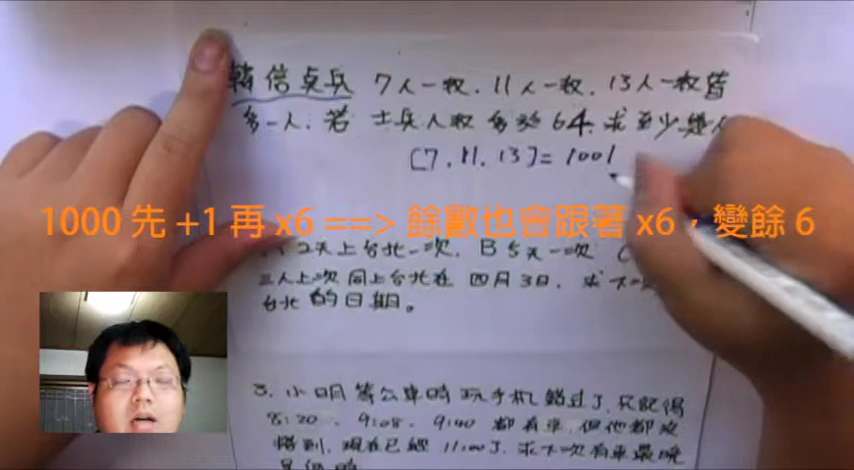 韓信點兵 7人一數. 11人一數. 13人一數皆
多一人. 若 士兵人數多於64. 求至少幾人
[7. 11. 13] = 1001
1000 先 +1 再 x6 ==> 餘數也會跟著 x6，變餘 6
2天上台北一次. B 5天一次
三人上次同上台北在 四月3日. 求下一次
台北的日期。
3. 小明等公車時玩手機錯過了. 只記得
8:20 . 9:08 . 9:40 都有車. 但他都沒
搭到. 現在已經 11:00了. 求下次有車最晚